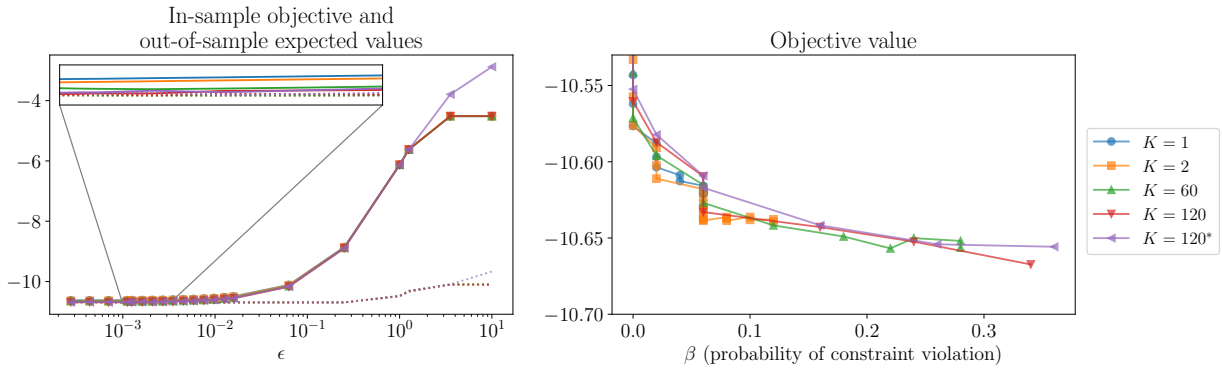 In-sample objective and
out-of-sample expected values
−4
−6
−8
−10
10⁻³
10⁻²
10⁻¹
10⁰
10¹
ϵ
Objective value
−10.55
−10.60
−10.65
−10.70
0.0
0.1
0.2
0.3
β (probability of constraint violation)
K = 1
K = 2
K = 60
K = 120
K = 120*